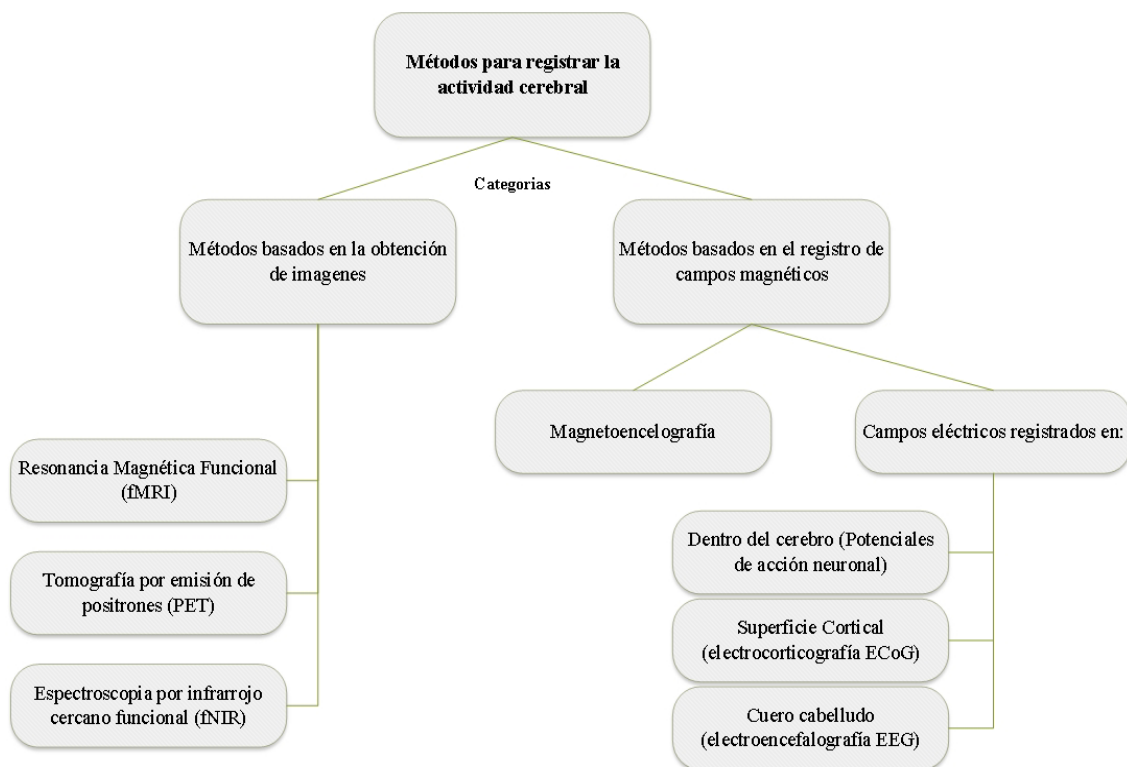 Métodos para registrar la
actividad cerebral
Categorias
Métodos basados en la obtención
de imagenes
Métodos basados en el registro de
campos magnéticos
Magnetoencelografía
Campos eléctricos registrados en:
Resonancia Magnética Funcional
(fMRI)
Tomografía por emisión de
positrones (PET)
Espectroscopia por infrarrojo
cercano funcional (fNIR)
Dentro del cerebro (Potenciales
de acción neuronal)
Superficie Cortical
(electrocorticografía ECoG)
Cuero cabelludo
(electroencefalografía EEG)